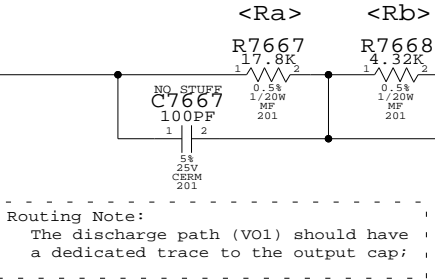 <Ra>
<Rb>
R7667
17.8K
1 2
0.5%
1/20W
MF
201
R7668
4.32K
1 2
0.5%
1/20W
MF
201
NO STUFF
C7667
100PF
1 2
5%
25V
CERM
201
Routing Note:
The discharge path (VO1) should have
a dedicated trace to the output cap;